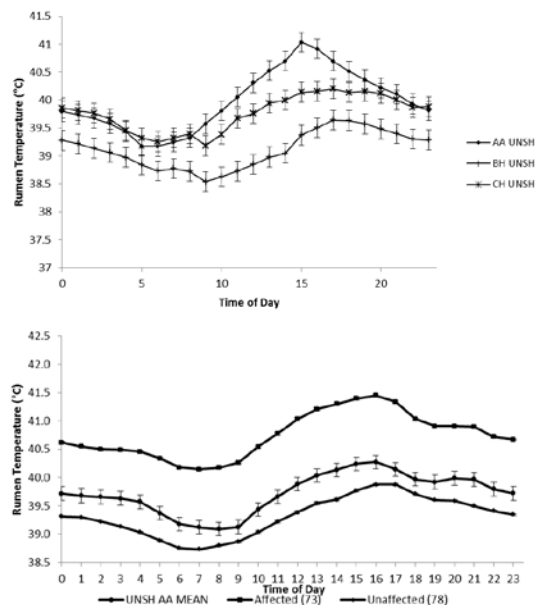 41.5
41
40.5
40
39.5
39
38.5
38
37.5
37
Rumen Temperature (°C)
0 5 10 15 20
Time of Day
AA UNSH
BH UNSH
CH UNSH
42.5
42.0
41.5
41.0
40.5
40.0
39.5
39.0
38.5
Rumen Temperature (°C)
0 1 2 3 4 5 6 7 8 9 10 11 12 13 14 15 16 17 18 19 20 21 22 23
Time of Day
UNSH AA MEAN Affected (73) Unaffected (78)